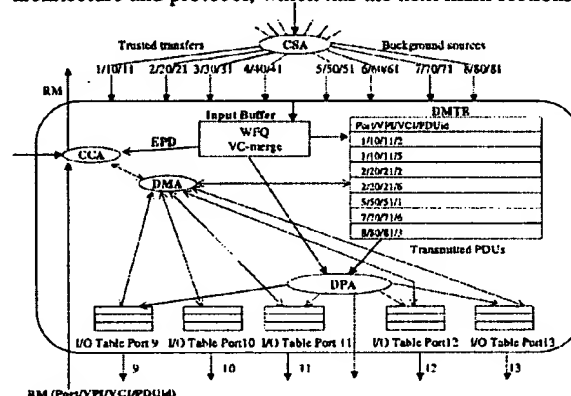 architecture and protocol, which has the
Trusted transfers
CSA
Background sources
1/10/11 2/20/21 3/30/31 4/40/41 5/50/51 6/60/61 7/70/71 8/80/81
RM
Input Buffer
DMTE
EPD
WFQ
VC-merge
Port/VPI/VCI/PDUid
CCA
1/10/11/2
1/10/11/5
DMA
2/20/21/2
2/20/21/6
5/50/51/1
7/70/71/6
8/80/81/3
Transmitted PDUs
DPA
I/O Table Port 9 I/O Table Port10 I/O Table Port 11 I/O Table Port12 I/O Table Port13
9 10 11 12 13
RM (Port/VPI/VCI/PDUid)